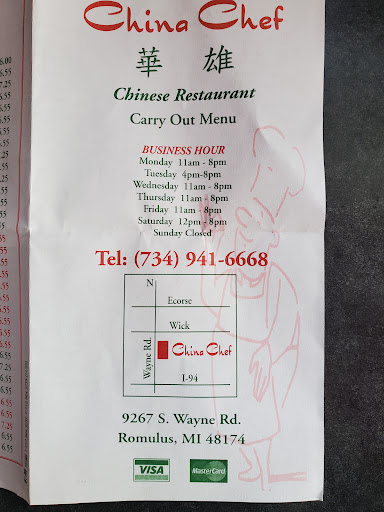 China Chef
華 雄
Chinese Restaurant
Carry Out Menu
BUSINESS HOUR
Monday 11am - 8pm
Tuesday 4pm-8pm
Wednesday 11am - 8pm
Thursday 11am - 8pm
Friday 11am - 8pm
Saturday 12pm - 8pm
Sunday Closed
Tel: (734) 941-6668
N
Ecorse
Wick
Wayne Rd.
China Chef
I-94
9267 S. Wayne Rd.
Romulus, MI 48174
VISA
MasterCard